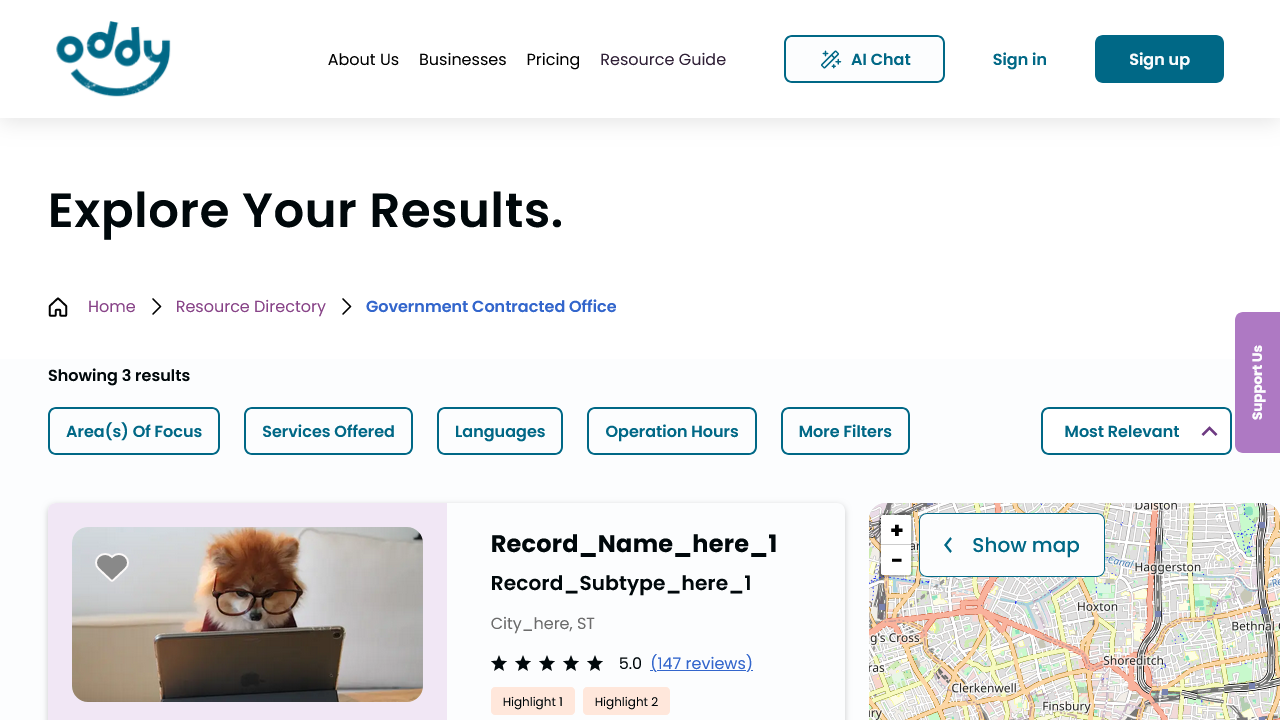 oddy
About Us Businesses Pricing Resource Guide AI Chat Sign in Sign up
Explore Your Results.
Home Resource Directory Government Contracted Office
Support Us
Showing 3 results
Area(s) Of Focus Services Offered Languages Operation Hours More Filters Most Relevant
Record_Name_here_1
Record_Subtype_here_1
City_here, ST
5.0 (147 reviews)
Highlight 1 Highlight 2
+
−
Show map
Dalston
Canal
Haggerston
Hoxton
g's Cross
Bethnal
ras
Shoreditch
Clerkenwell
Finsbury